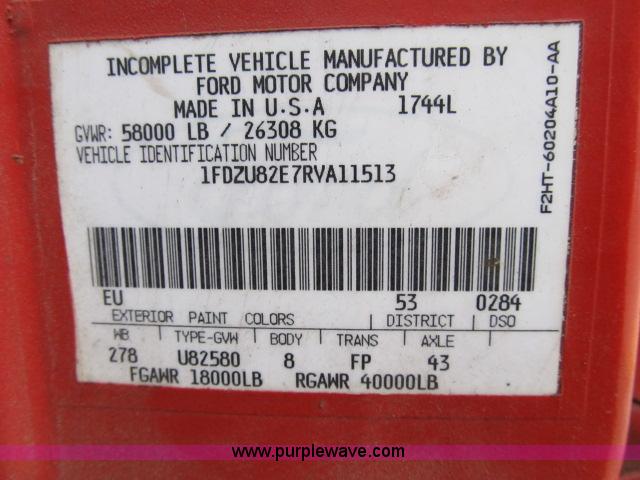 INCOMPLETE VEHICLE MANUFACTURED BY
FORD MOTOR COMPANY
MADE IN U.S.A 1744L
GVWR: 58000 LB / 26308 KG
VEHICLE IDENTIFICATION NUMBER
1FDZU82E7RVA11513
F2HT-60204A10-AA
EU 53 0284
EXTERIOR PAINT COLORS DISTRICT DSO
WB TYPE-GVW BODY TRANS AXLE
278 U82580 8 FP 43
FGAWR 18000LB RGAWR 40000LB
www.purplewave.com